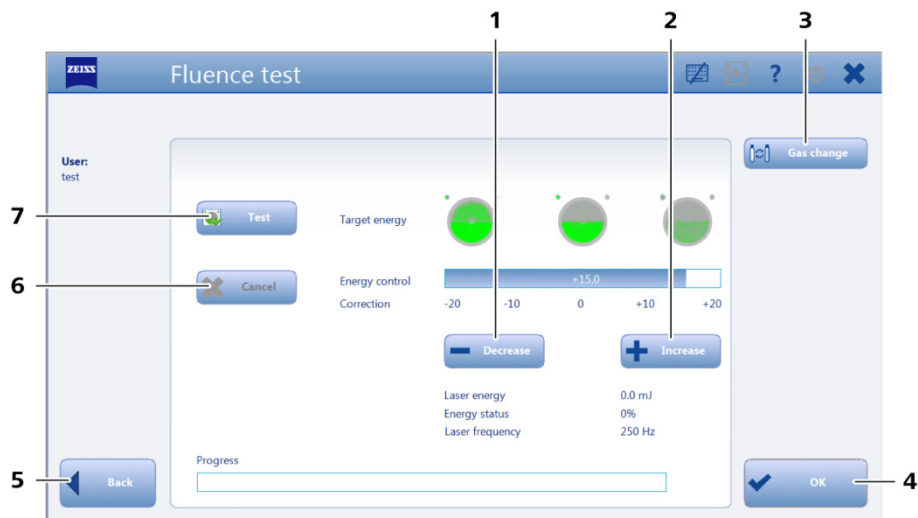 1 2 3
ZEISS Fluence test ?
Gas change
User:
test
7 Test Target energy
6 Cancel Energy control +15.0
Correction -20 -10 0 +10 +20
Decrease Increase
Laser energy 0.0 mJ
Energy status 0%
Laser frequency 250 Hz
Progress
5 Back OK 4